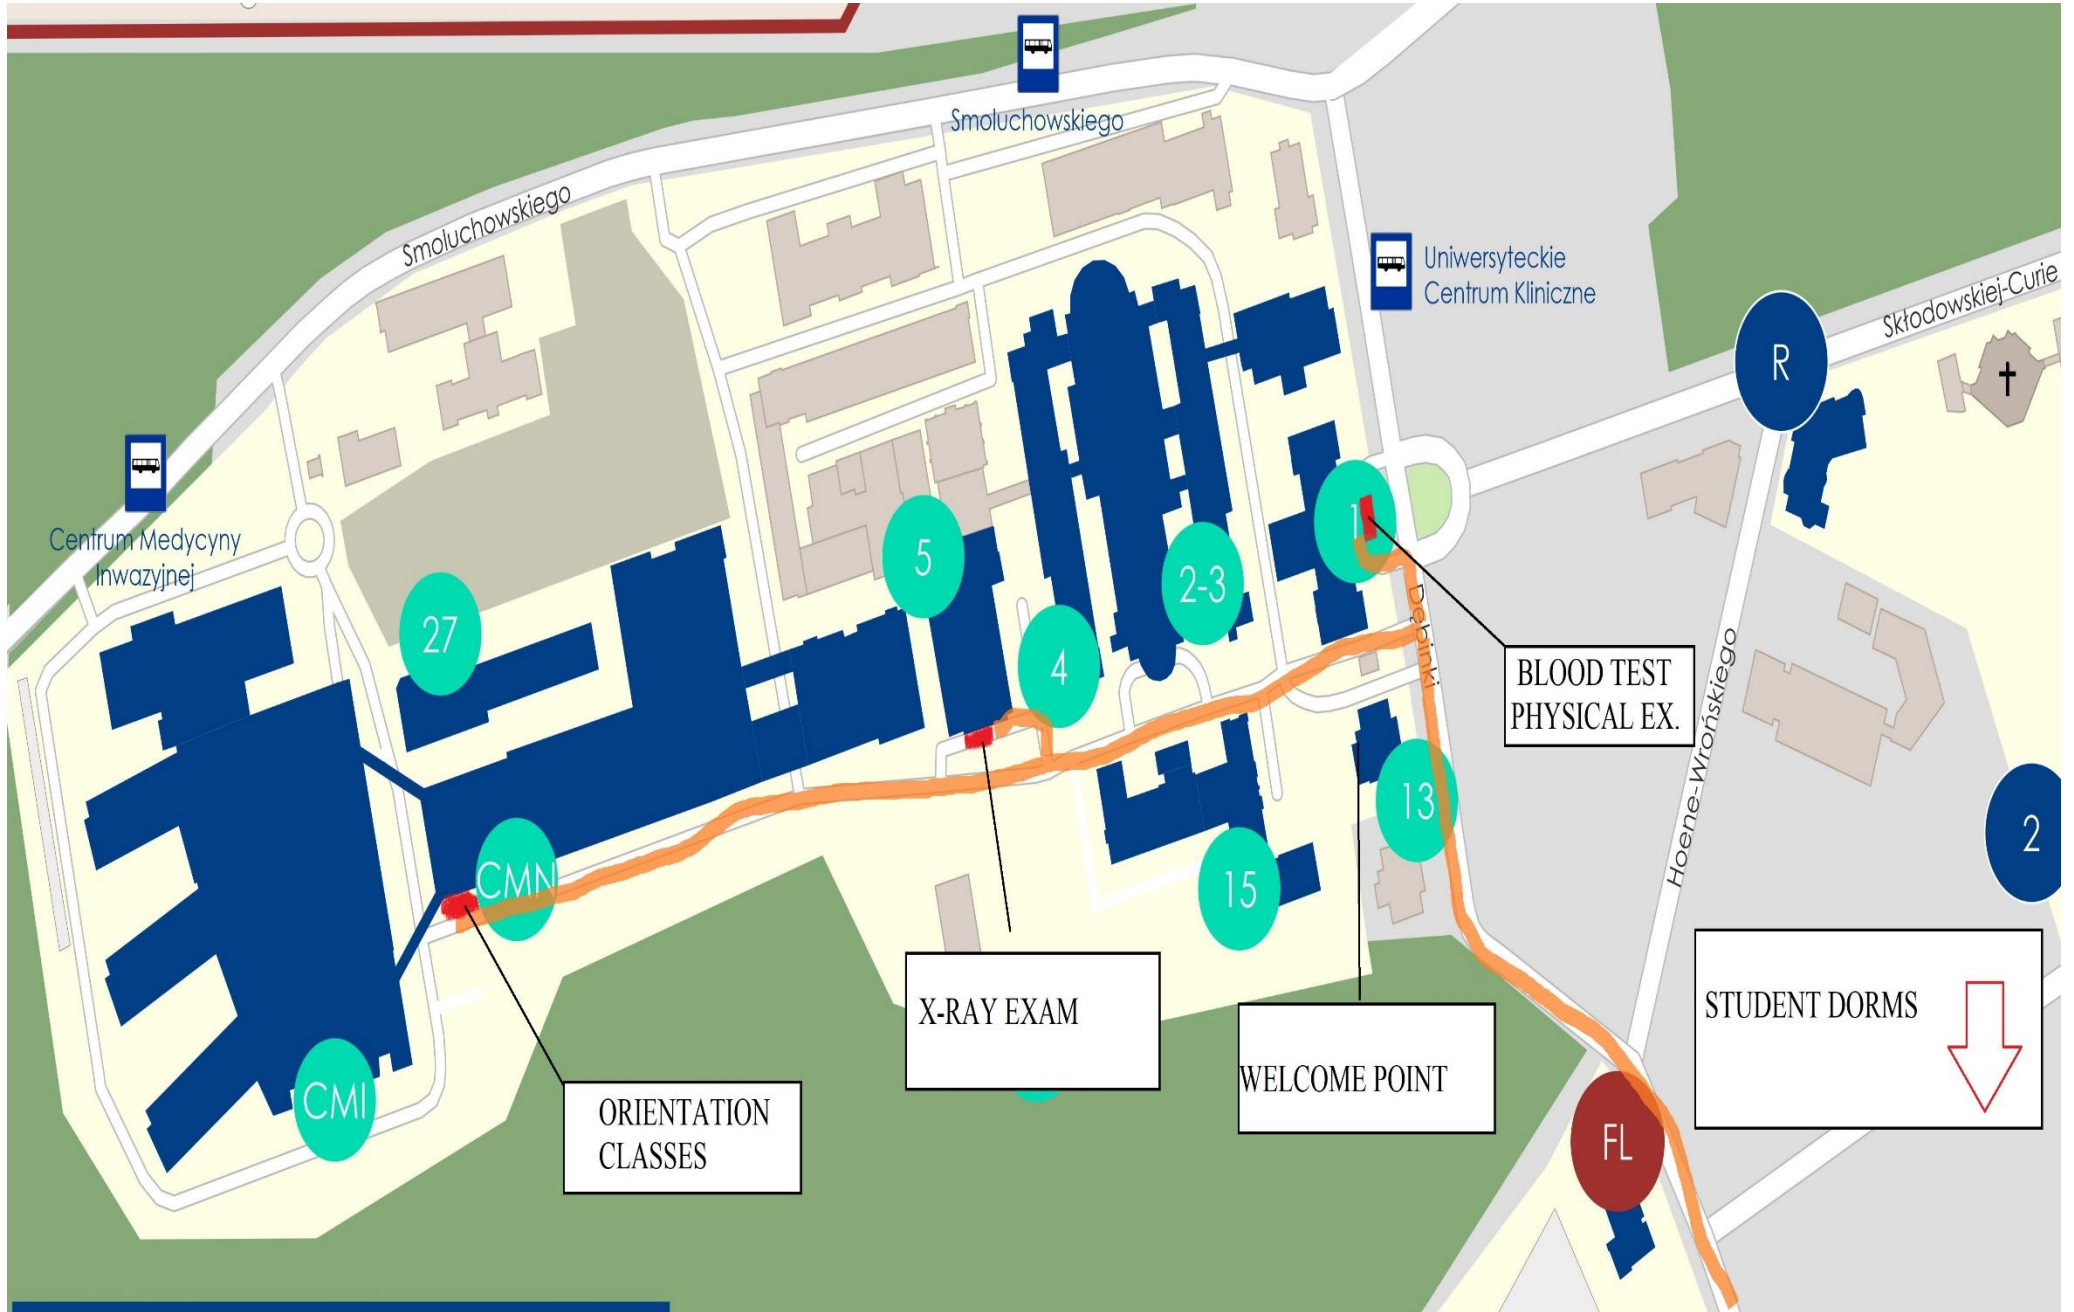 Smoluchowskiego
Smoluchowskiego
Uniwersyteckie
Centrum Kliniczne
Skłodowskiej-Curie
R
Centrum Medycyny
Inwazyjnej
1
5
2-3
27
4
Dębinki
BLOOD TEST
PHYSICAL EX.
Hoene-Wrońskiego
13
2
CMN
15
X-RAY EXAM
WELCOME POINT
STUDENT DORMS
CMI
ORIENTATION
CLASSES
FL